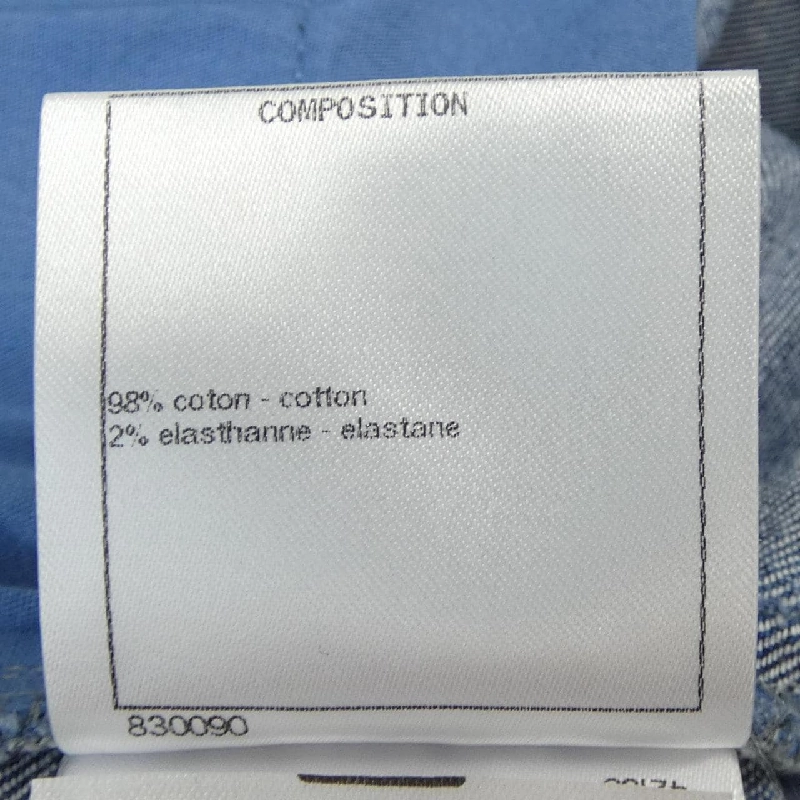 COMPOSITION
98% coton - cotton
2% elasthanne - elastane
830090